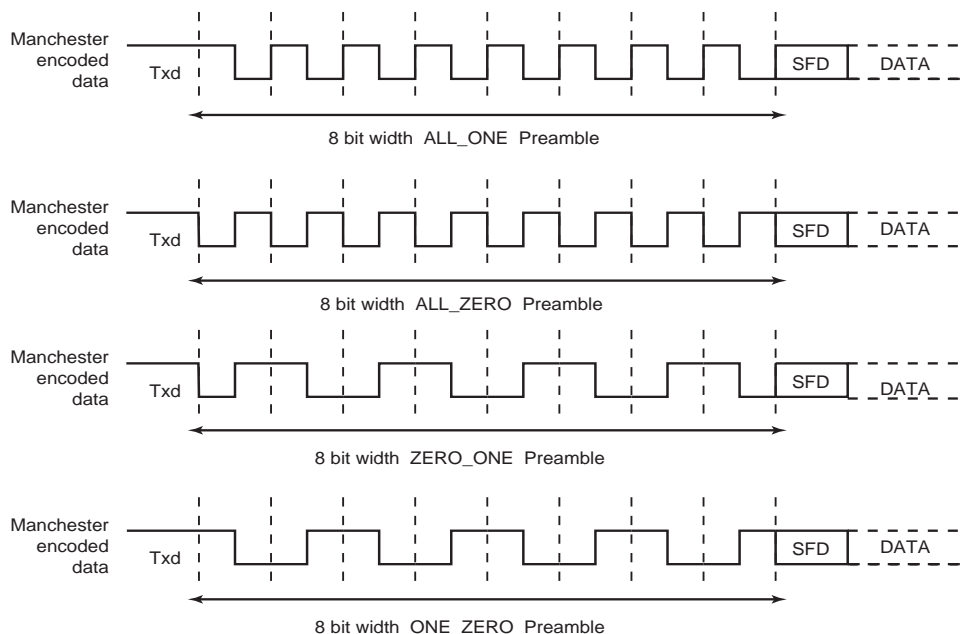 Manchester
encoded
data
Txd
SFD
DATA
8 bit width ALL_ONE Preamble
Manchester
encoded
data
Txd
SFD
DATA
8 bit width ALL_ZERO Preamble
Manchester
encoded
data
Txd
SFD
DATA
8 bit width ZERO_ONE Preamble
Manchester
encoded
data
Txd
SFD
DATA
8 bit width ONE_ZERO Preamble